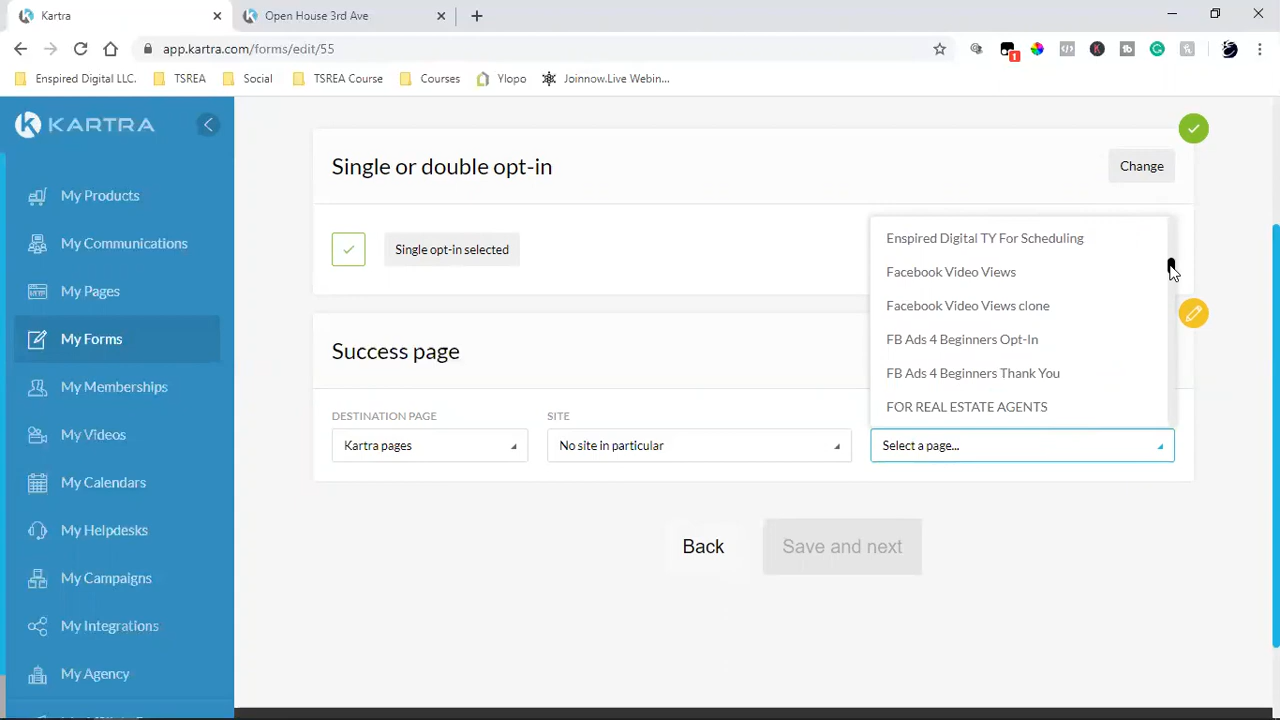 Kartra
Open House 3rd Ave
app.kartra.com/forms/edit/55
1
Enspired Digital LLC.
TSREA
Social
TSREA Course
Courses
Ylopo
Joinnow.Live Webin...
KARTRA
My Products
My Communications
My Pages
My Forms
My Memberships
My Videos
My Calendars
My Helpdesks
My Campaigns
My Integrations
My Agency
Single or double opt-in
Change
Single opt-in selected
Enspired Digital TY For Scheduling
Facebook Video Views
Facebook Video Views clone
FB Ads 4 Beginners Opt-In
FB Ads 4 Beginners Thank You
FOR REAL ESTATE AGENTS
Success page
DESTINATION PAGE
SITE
Kartra pages
No site in particular
Select a page...
Back
Save and next